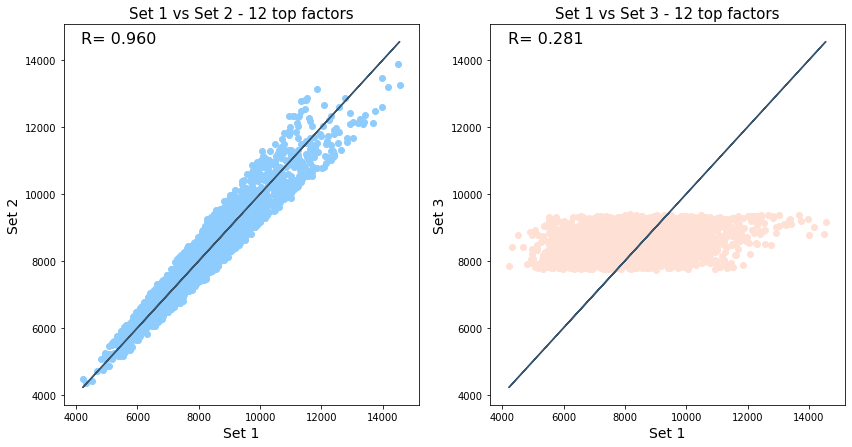 Set 1 vs Set 2 - 12 top factors
R= 0.960
14000
12000
10000
8000
6000
4000
Set 2
4000 6000 8000 10000 12000 14000
Set 1
Set 1 vs Set 3 - 12 top factors
R= 0.281
14000
12000
10000
8000
6000
4000
Set 3
4000 6000 8000 10000 12000 14000
Set 1